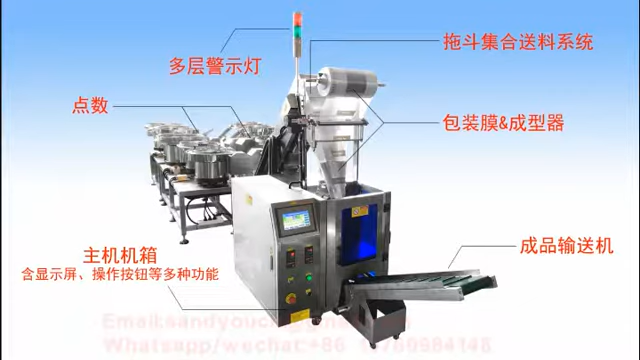 多层警示灯
拖斗集合送料系统
点数
包装膜&成型器
主机机箱
含显示屏、操作按钮等多种功能
成品输送机